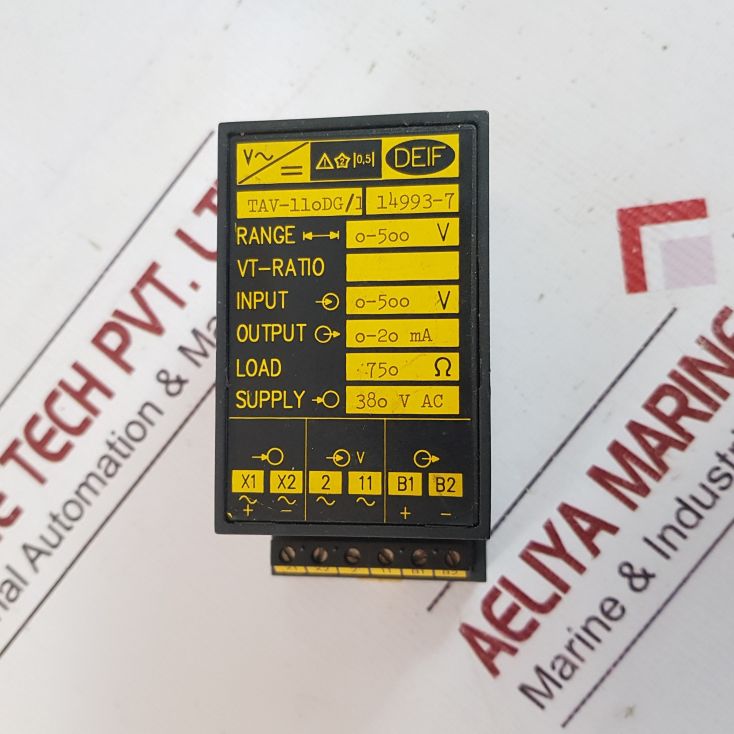 V~ = 2 0,5 DEIF
TAV-110DG/1 14993-7
RANGE 0-500 V
VT-RATIO
INPUT 0-500 V
OUTPUT 0-20 mA
LOAD 750 Ω
SUPPLY 380 V AC
V
X1 X2 2 11 B1 B2
~ ~ ~ ~
+ − + −
TECH PVT. LT
al Automation & Ma
AELIYA MARINE
Marine & Industri